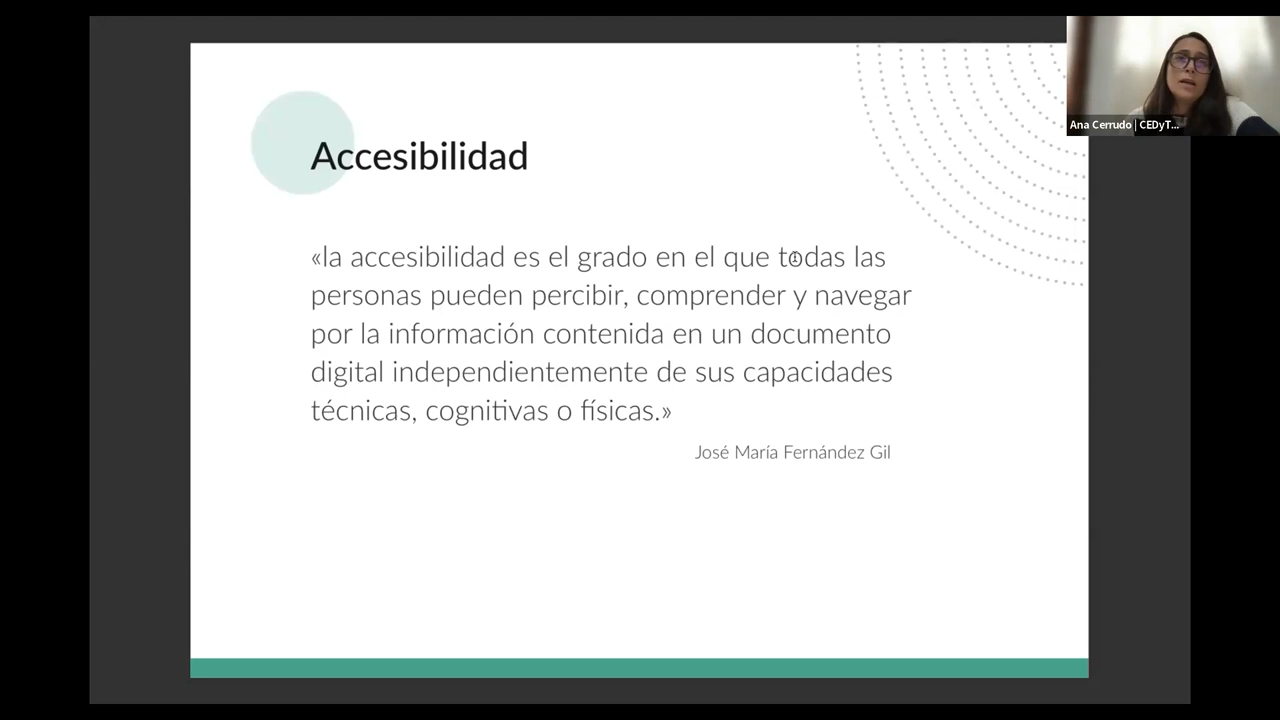 Accesibilidad
«la accesibilidad es el grado en el que todas las
personas pueden percibir, comprender y navegar
por la información contenida en un documento
digital independientemente de sus capacidades
técnicas, cognitivas o físicas.»
José María Fernández Gil
Ana Cerrudo | CEDyT...